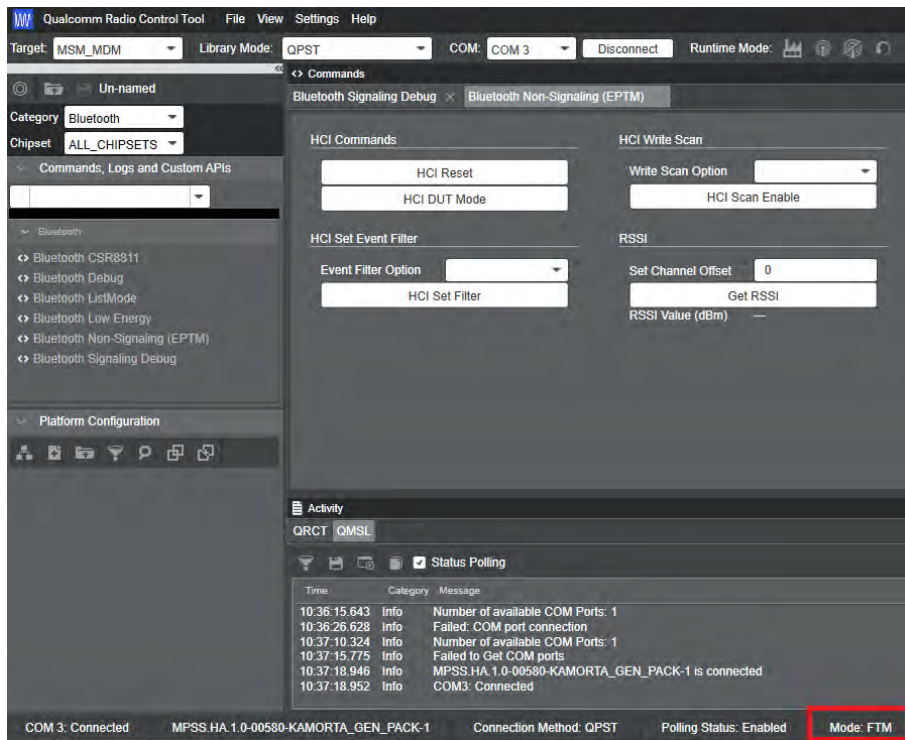 Qualcomm Radio Control Tool File View Settings Help
Target: MSM_MDM Library Mode: QPST COM: COM 3 Disconnect Runtime Mode:
Un-named
Category Bluetooth
Chipset ALL_CHIPSETS
Commands, Logs and Custom APIs
Bluetooth
<> Bluetooth CSR8811
<> Bluetooth Debug
<> Bluetooth ListMode
<> Bluetooth Low Energy
<> Bluetooth Non-Signaling (EPTM)
<> Bluetooth Signaling Debug
Platform Configuration
<> Commands
Bluetooth Signaling Debug × Bluetooth Non-Signaling (EPTM)
HCI Commands
HCI Reset
HCI DUT Mode
HCI Write Scan
Write Scan Option
HCI Scan Enable
HCI Set Event Filter
Event Filter Option
HCI Set Filter
RSSI
Set Channel Offset 0
Get RSSI
RSSI Value (dBm) —
Activity
QRCT QMSL
Status Polling
Time Category Message
10:36:15.643 Info Number of available COM Ports: 1
10:36:26.628 Info Failed: COM port connection
10:37:10.324 Info Number of available COM Ports: 1
10:37:15.775 Info Failed to Get COM ports
10:37:18.946 Info MPSS.HA.1.0-00580-KAMORTA_GEN_PACK-1 is connected
10:37:18.952 Info COM3: Connected
COM 3: Connected MPSS.HA.1.0-00580-KAMORTA_GEN_PACK-1 Connection Method: QPST Polling Status: Enabled Mode: FTM